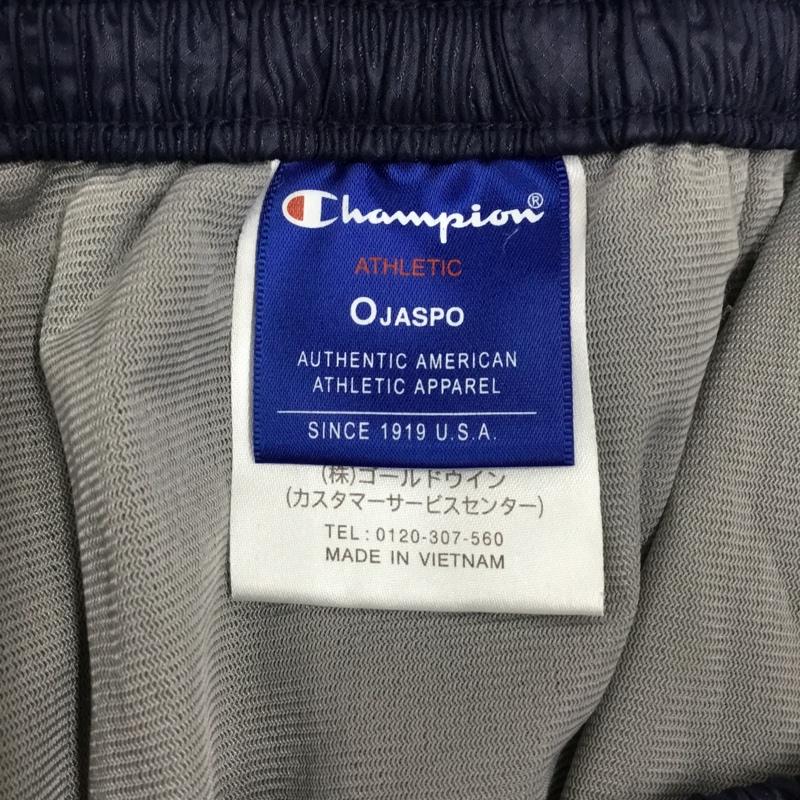 Champion®
ATHLETIC
OJASPO
AUTHENTIC AMERICAN
ATHLETIC APPAREL
SINCE 1919 U.S.A.
(株)ゴールドウイン
(カスタマーサービスセンター)
TEL: 0120-307-560
MADE IN VIETNAM